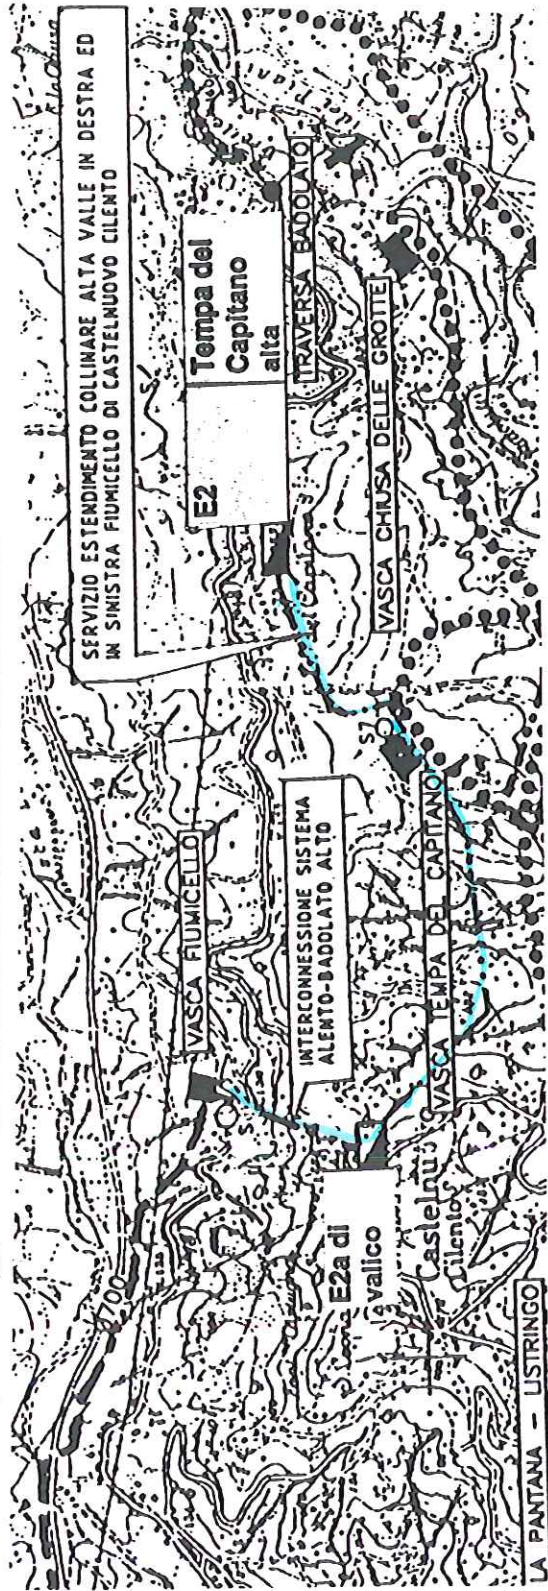 SERVIZIO ESTENDIMENTO COLLINARE ALTA VALLE IN DESTRA ED
IN SINISTRA FIUMICELLO DI CASTELNUOVO CILENTO
E2
Tempa del
Capitano
alta
TRAVERSA BADOLATO
VASCA CHIUSA DELLE GROTTE
VASCA FIUMICELLO
INTERCONNESSIONE SISTEMA
ALENTO-BADOLATO ALTO
S7
VASCA TEMPA DEL CAPITANO
E2a di
valico
Castelnu
Cilento
LA PANTANA - LISTRINGO